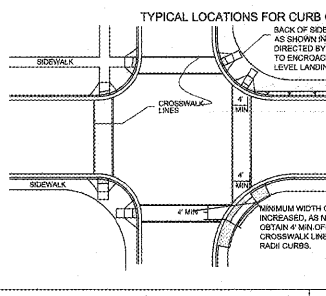 TYPICAL LOCATIONS FOR CURB
BACK OF SIDE
AS SHOWN IN
DIRECTED BY
TO ENCROAC
LEVEL LANDIN
SIDEWALK
CROSSWALK
LINES
4'
MIN
4'
MIN
SIDEWALK
4' MIN
MINIMUM WIDTH O
INCREASED, AS N
OBTAIN 4' MIN. OF
CROSSWALK LINE
RADII CURBS.